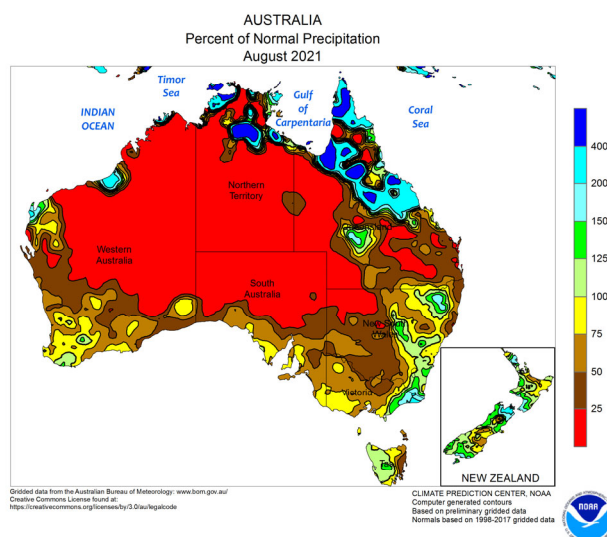 AUSTRALIA
Percent of Normal Precipitation
August 2021
Timor
Sea
INDIAN
OCEAN
Gulf
of
Carpentaria
Coral
Sea
Northern
Territory
Western
Australia
South
Australia
New South
Wales
Victoria
Tas
400
200
150
125
100
75
50
25
NEW ZEALAND
Gridded data from the Australian Bureau of Meteorology: www.bom.gov.au/
Creative Commons License found at:
https://creativecommons.org/licenses/by/3.0/au/legalcode
CLIMATE PREDICTION CENTER, NOAA
Computer generated contours
Based on preliminary gridded data
Normals based on 1998-2017 gridded data
NOAA